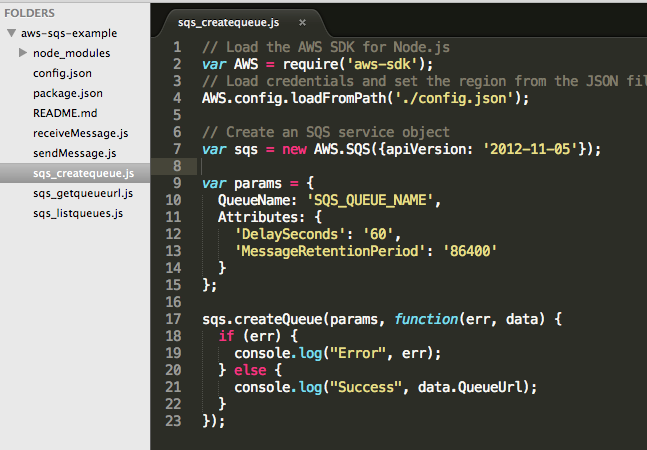 FOLDERS
aws-sqs-example
node_modules
config.json
package.json
README.md
receiveMessage.js
sendMessage.js
sqs_createqueue.js
sqs_getqueueurl.js
sqs_listqueues.js
sqs_createqueue.js ×
1 // Load the AWS SDK for Node.js
2 var AWS = require('aws-sdk');
3 // Load credentials and set the region from the JSON fil
4 AWS.config.loadFromPath('./config.json');
5
6 // Create an SQS service object
7 var sqs = new AWS.SQS({apiVersion: '2012-11-05'});
8
9 var params = {
10 QueueName: 'SQS_QUEUE_NAME',
11 Attributes: {
12 'DelaySeconds': '60',
13 'MessageRetentionPeriod': '86400'
14 }
15 };
16
17 sqs.createQueue(params, function(err, data) {
18 if (err) {
19 console.log("Error", err);
20 } else {
21 console.log("Success", data.QueueUrl);
22 }
23 });